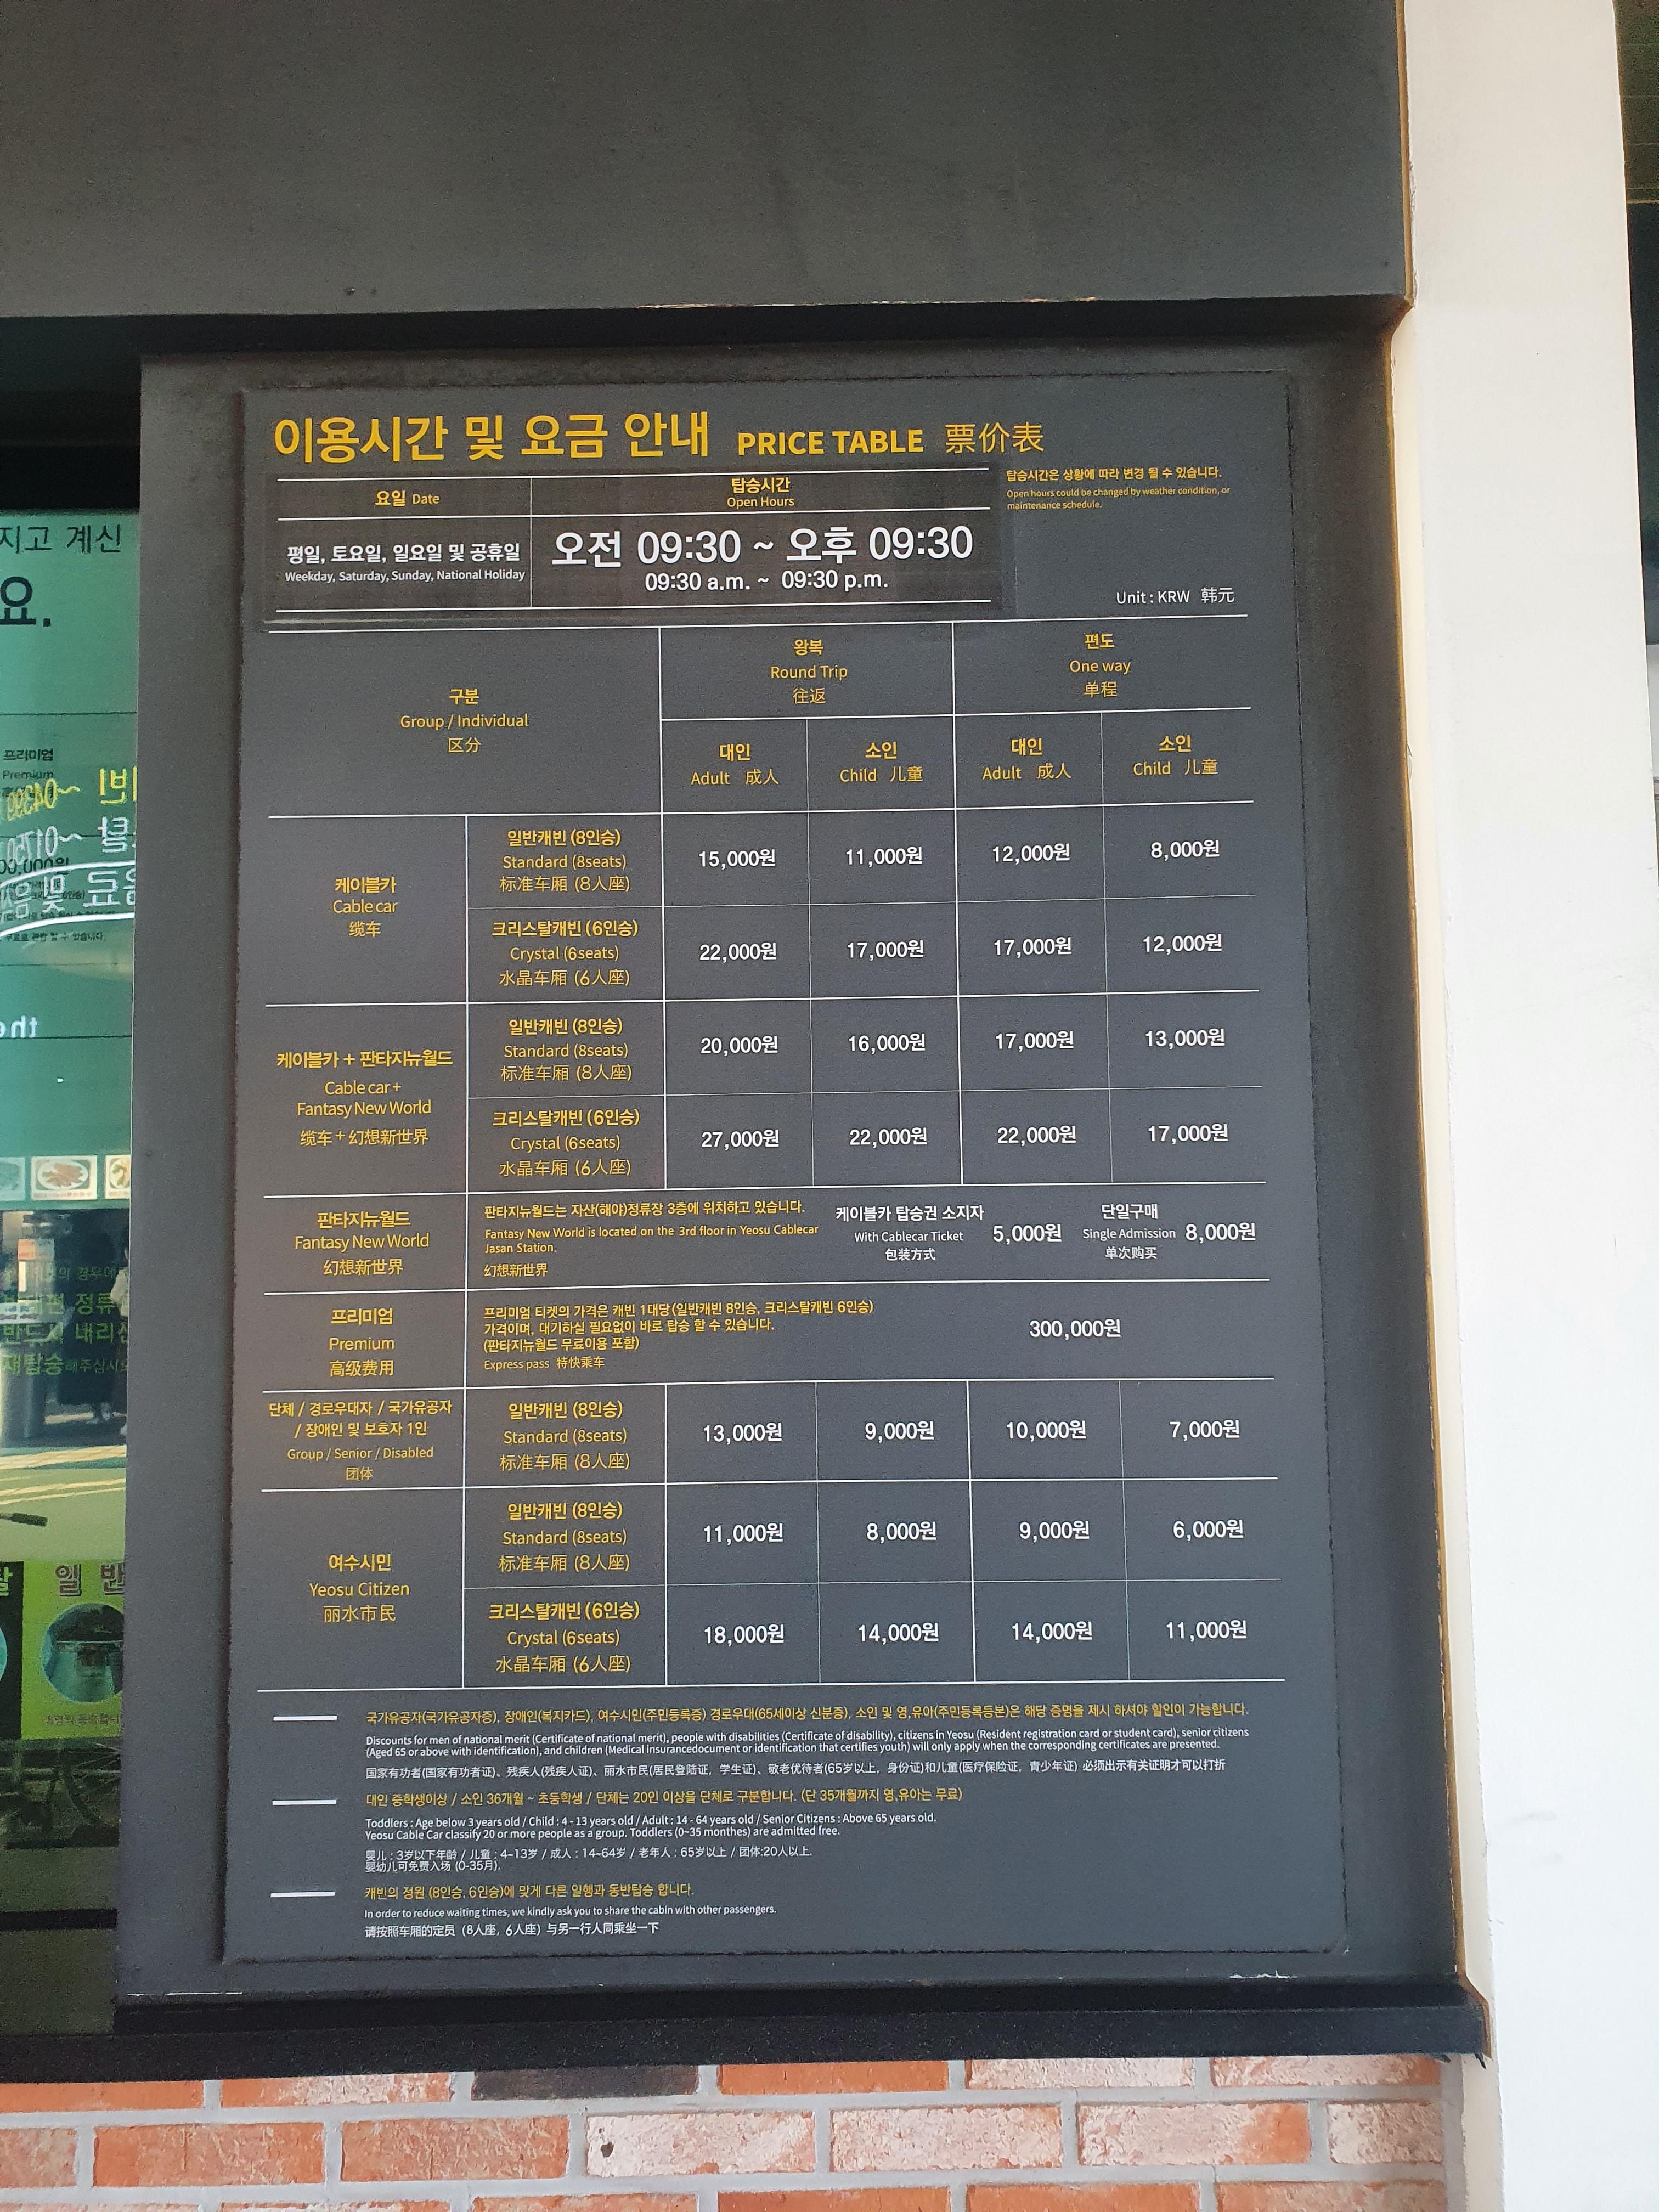 이용시간 및 요금 안내 PRICE TABLE 票价表
요일 Date
탑승시간
Open Hours
탑승시간은 상황에 따라 변경 될 수 있습니다.
Open hours could be changed by weather condition, or
maintenance schedule.
평일, 토요일, 일요일 및 공휴일
Weekday, Saturday, Sunday, National Holiday
오전 09:30 ~ 오후 09:30
09:30 a.m. ~ 09:30 p.m.
Unit : KRW 韩元
구분
Group / Individual
区分
왕복
Round Trip
往返
편도
One way
单程
대인
Adult 成人
소인
Child 儿童
대인
Adult 成人
소인
Child 儿童
케이블카
Cable car
缆车
일반캐빈 (8인승)
Standard (8seats)
标准车厢 (8人座)
15,000원 11,000원 12,000원 8,000원
크리스탈캐빈 (6인승)
Crystal (6seats)
水晶车厢 (6人座)
22,000원 17,000원 17,000원 12,000원
케이블카 + 판타지뉴월드
Cable car +
Fantasy New World
缆车 + 幻想新世界
일반캐빈 (8인승)
Standard (8seats)
标准车厢 (8人座)
20,000원 16,000원 17,000원 13,000원
크리스탈캐빈 (6인승)
Crystal (6seats)
水晶车厢 (6人座)
27,000원 22,000원 22,000원 17,000원
판타지뉴월드
Fantasy New World
幻想新世界
판타지뉴월드는 자산(해야)정류장 3층에 위치하고 있습니다.
Fantasy New World is located on the 3rd floor in Yeosu Cablecar
Jasan Station.
幻想新世界
케이블카 탑승권 소지자
With Cablecar Ticket
包装方式
5,000원
단일구매
Single Admission
单次购买
8,000원
프리미엄
Premium
高级费用
프리미엄 티켓의 가격은 캐빈 1대당(일반캐빈 8인승, 크리스탈캐빈 6인승)
가격이며, 대기하실 필요없이 바로 탑승 할 수 있습니다.
(판타지뉴월드 무료이용 포함)
Express pass 特快乘车
300,000원
단체 / 경로우대자 / 국가유공자
/ 장애인 및 보호자 1인
Group / Senior / Disabled
团体
일반캐빈 (8인승)
Standard (8seats)
标准车厢 (8人座)
13,000원 9,000원 10,000원 7,000원
여수시민
Yeosu Citizen
丽水市民
일반캐빈 (8인승)
Standard (8seats)
标准车厢 (8人座)
11,000원 8,000원 9,000원 6,000원
크리스탈캐빈 (6인승)
Crystal (6seats)
水晶车厢 (6人座)
18,000원 14,000원 14,000원 11,000원
국가유공자(국가유공자증), 장애인(복지카드), 여수시민(주민등록증) 경로우대(65세이상 신분증), 소인 및 영,유아(주민등록등본)은 해당 증명을 제시 하셔야 할인이 가능합니다.
Discounts for men of national merit (Certificate of national merit), people with disabilities (Certificate of disability), citizens in Yeosu (Resident registration card or student card), senior citizens
(Aged 65 or above with identification), and children (Medical insurancedocument or identification that certifies youth) will only apply when the corresponding certificates are presented.
国家有功者(国家有功者证)、残疾人(残疾人证)、丽水市民(居民登陆证，学生证)、敬老优待者(65岁以上，身份证)和儿童(医疗保险证，青少年证) 必须出示有关证明才可以打折
대인 중학생이상 / 소인 36개월 ~ 초등학생 / 단체는 20인 이상을 단체로 구분합니다. (단 35개월까지 영,유아는 무료)
Toddlers : Age below 3 years old / Child : 4 - 13 years old / Adult : 14 - 64 years old / Senior Citizens : Above 65 years old.
Yeosu Cable Car classify 20 or more people as a group. Toddlers (0~35 monthes) are admitted free.
婴儿 : 3岁以下年龄 / 儿童 : 4~13岁 / 成人 : 14~64岁 / 老年人 : 65岁以上 / 团体:20人以上.
婴幼儿可免费入场 (0-35月).
캐빈의 정원 (8인승, 6인승)에 맞게 다른 일행과 동반탑승 합니다.
In order to reduce waiting times, we kindly ask you to share the cabin with other passengers.
请按照车厢的定员 (8人座, 6人座) 与另一行人同乘坐一下
지고 계신
요.
프리미엄
Premium
일 반